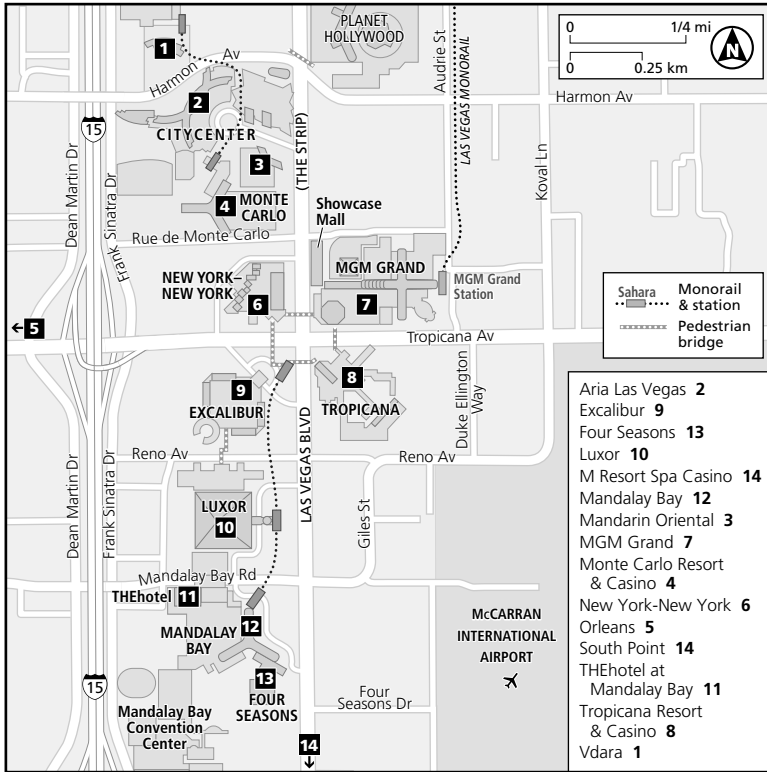 PLANET
HOLLYWOOD
0 1/4 mi
0 0.25 km
N
1
Harmon Av
2
CITYCENTER
15
Dean Martin Dr
Frank Sinatra Dr
3
MONTE
CARLO
4
Rue de Monte Carlo
(THE STRIP)
Audrie St
LAS VEGAS MONORAIL
Harmon Av
Koval Ln
Showcase
Mall
MGM GRAND
MGM Grand
Station
NEW YORK–
NEW YORK
6
7
5
Tropicana Av
Sahara
Monorail
& station
Pedestrian
bridge
8
TROPICANA
9
EXCALIBUR
Duke Ellington
Way
Reno Av
Reno Av
LAS VEGAS BLVD
Giles St
Dean Martin Dr
Frank Sinatra Dr
LUXOR
10
Mandalay Bay Rd
THEhotel
11
MANDALAY
BAY
12
13
FOUR
SEASONS
15
Mandalay Bay
Convention
Center
14
Four
Seasons Dr
McCARRAN
INTERNATIONAL
AIRPORT
Aria Las Vegas 2
Excalibur 9
Four Seasons 13
Luxor 10
M Resort Spa Casino 14
Mandalay Bay 12
Mandarin Oriental 3
MGM Grand 7
Monte Carlo Resort
& Casino 4
New York-New York 6
Orleans 5
South Point 14
THEhotel at
Mandalay Bay 11
Tropicana Resort
& Casino 8
Vdara 1